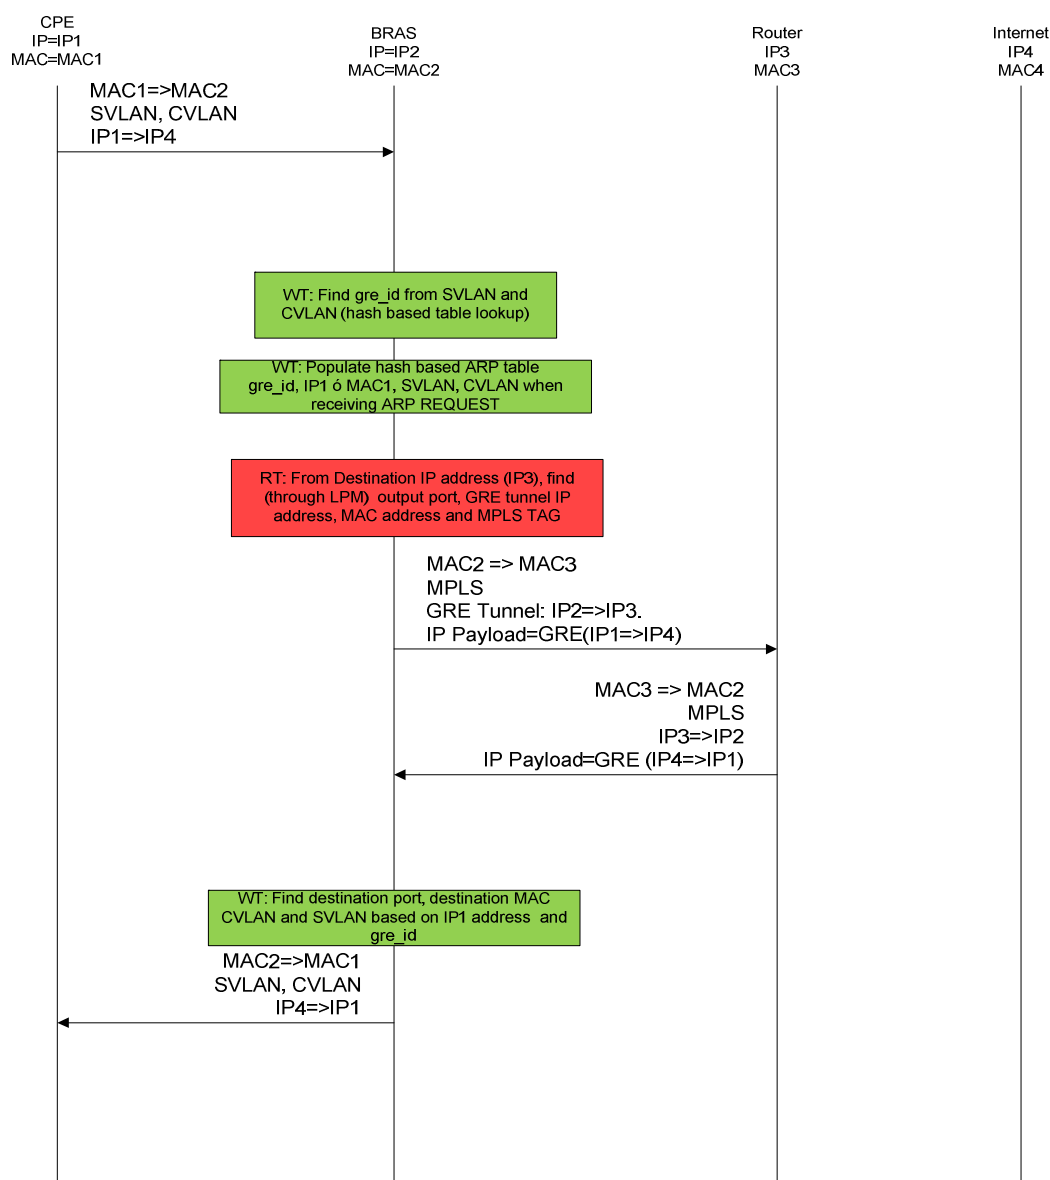 CPE
IP=IP1
MAC=MAC1
BRAS
IP=IP2
MAC=MAC2
Router
IP3
MAC3
Internet
IP4
MAC4
MAC1=>MAC2
SVLAN, CVLAN
IP1=>IP4
WT: Find gre_id from SVLAN and
CVLAN (hash based table lookup)
WT: Populate hash based ARP table
gre_id, IP1 ó MAC1, SVLAN, CVLAN when
receiving ARP REQUEST
RT: From Destination IP address (IP3), find
(through LPM) output port, GRE tunnel IP
address, MAC address and MPLS TAG
MAC2 => MAC3
MPLS
GRE Tunnel: IP2=>IP3.
IP Payload=GRE(IP1=>IP4)
MAC3 => MAC2
MPLS
IP3=>IP2
IP Payload=GRE (IP4=>IP1)
WT: Find destination port, destination MAC
CVLAN and SVLAN based on IP1 address and
gre_id
MAC2=>MAC1
SVLAN, CVLAN
IP4=>IP1